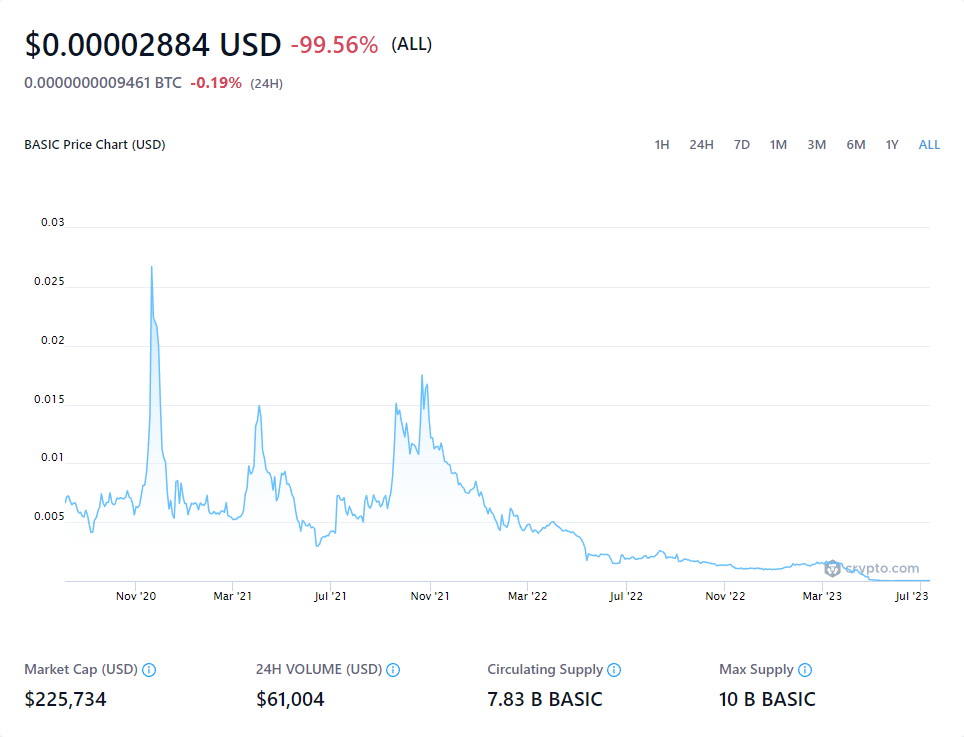 $0.00002884 USD -99.56% (ALL)
0.0000000009461 BTC -0.19% (24H)
BASIC Price Chart (USD) 1H 24H 7D 1M 3M 6M 1Y ALL
0.03
0.025
0.02
0.015
0.01
0.005
crypto.com
Nov '20 Mar '21 Jul '21 Nov '21 Mar '22 Jul '22 Nov '22 Mar '23 Jul '23
Market Cap (USD) 24H VOLUME (USD) Circulating Supply Max Supply
$225,734 $61,004 7.83 B BASIC 10 B BASIC